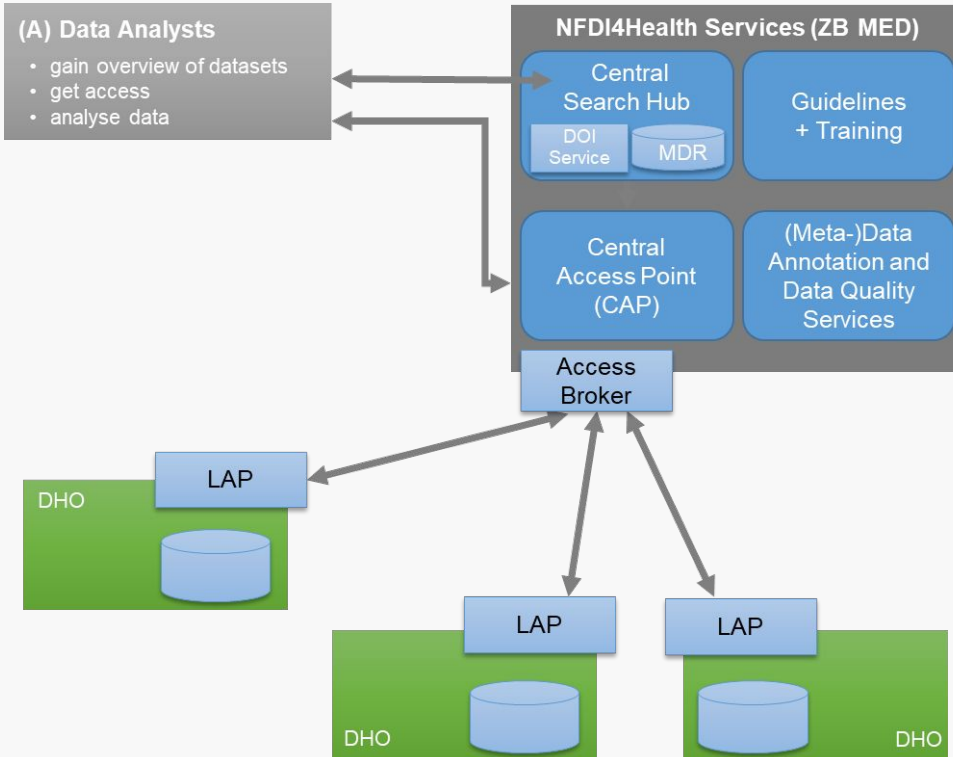 (A) Data Analysts
• gain overview of datasets
• get access
• analyse data
NFDI4Health Services (ZB MED)
Central
Search Hub
DOI
Service
MDR
Guidelines
+ Training
Central
Access Point
(CAP)
(Meta-)Data
Annotation and
Data Quality
Services
Access
Broker
LAP
DHO
LAP
DHO
LAP
DHO